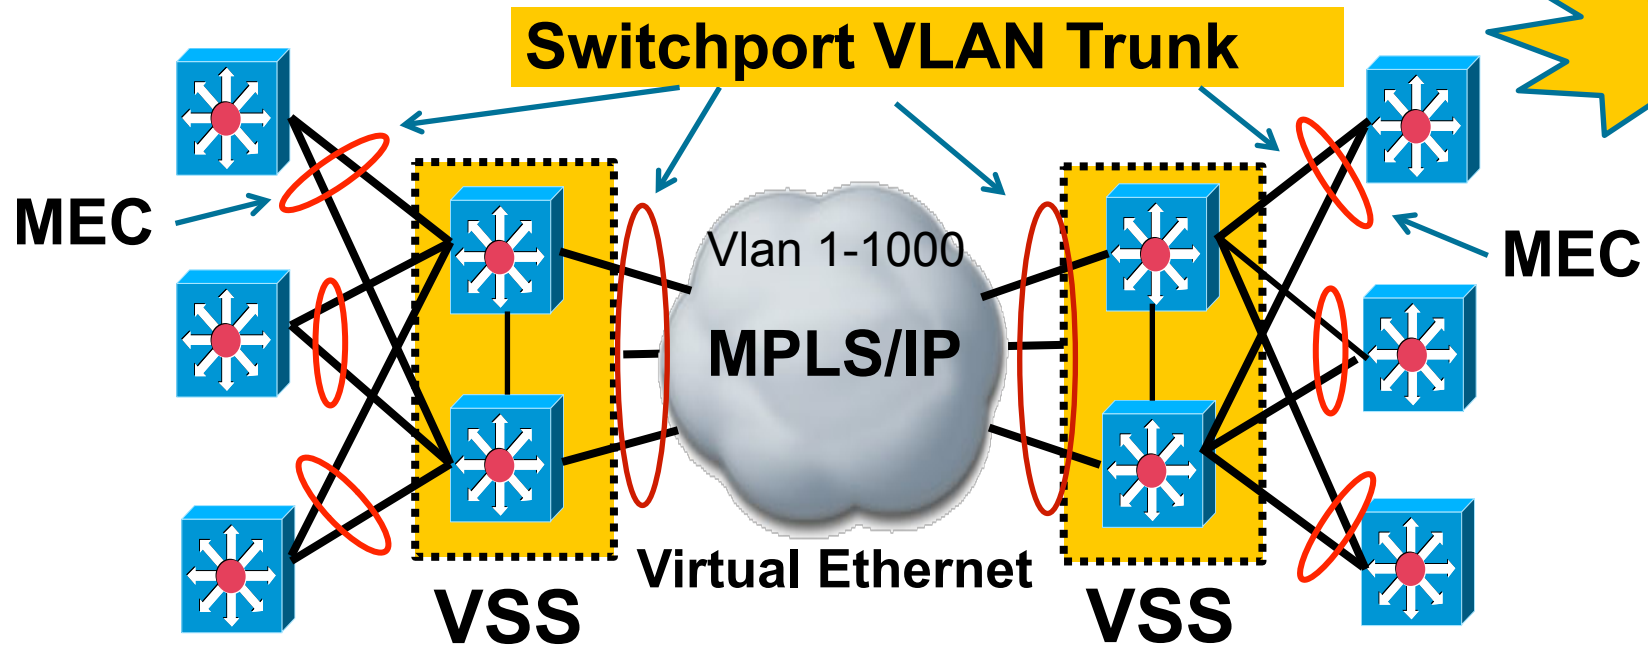 Switchport VLAN Trunk
MEC
Vlan 1-1000
MPLS/IP
MEC
Virtual Ethernet
VSS
VSS